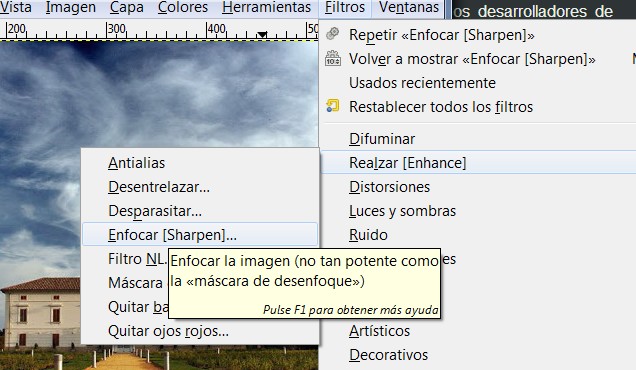 Vista Imagen Capa Colores Herramientas Filtros Ventanas
os desarrolladores de
200 300 400 50
Repetir «Enfocar [Sharpen]»
Volver a mostrar «Enfocar [Sharpen]»
Usados recientemente
Restablecer todos los filtros
Difuminar
Realzar [Enhance]
Distorsiones
Luces y sombras
Ruido
es
Artísticos
Decorativos
Antialias
Desentrelazar...
Desparasitar...
Enfocar [Sharpen]...
Filtro NL.
Máscara
Quitar ba
Quitar ojos rojos...
Enfocar la imagen (no tan potente como
la «máscara de desenfoque»)
Pulse F1 para obtener más ayuda